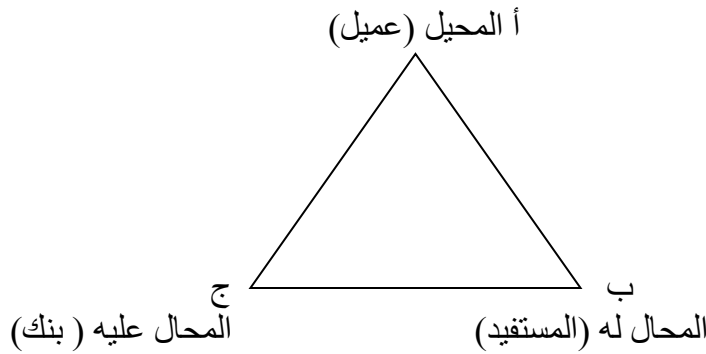 أ المحيل (عميل)
ب
المحال له (المستفيد)
ج
المحال عليه ( بنك)